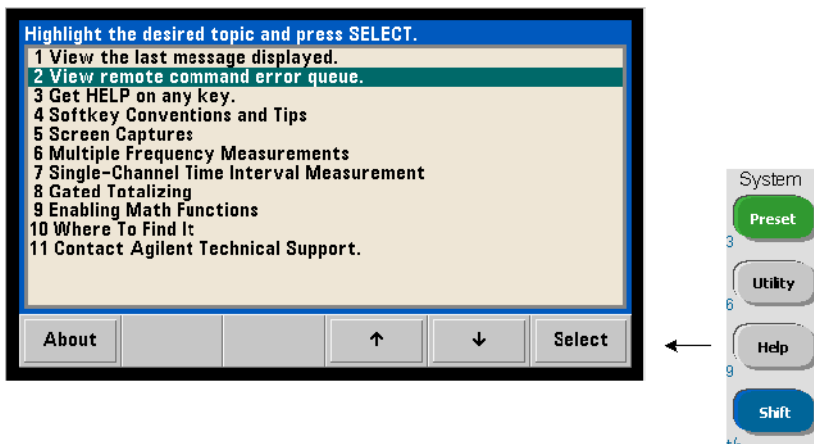 Highlight the desired topic and press SELECT.
1 View the last message displayed.
2 View remote command error queue.
3 Get HELP on any key.
4 Softkey Conventions and Tips
5 Screen Captures
6 Multiple Frequency Measurements
7 Single-Channel Time Interval Measurement
8 Gated Totalizing
9 Enabling Math Functions
10 Where To Find It
11 Contact Agilent Technical Support.
About ↑ ↓ Select
System
Preset
3
Utility
6
Help
9
Shift